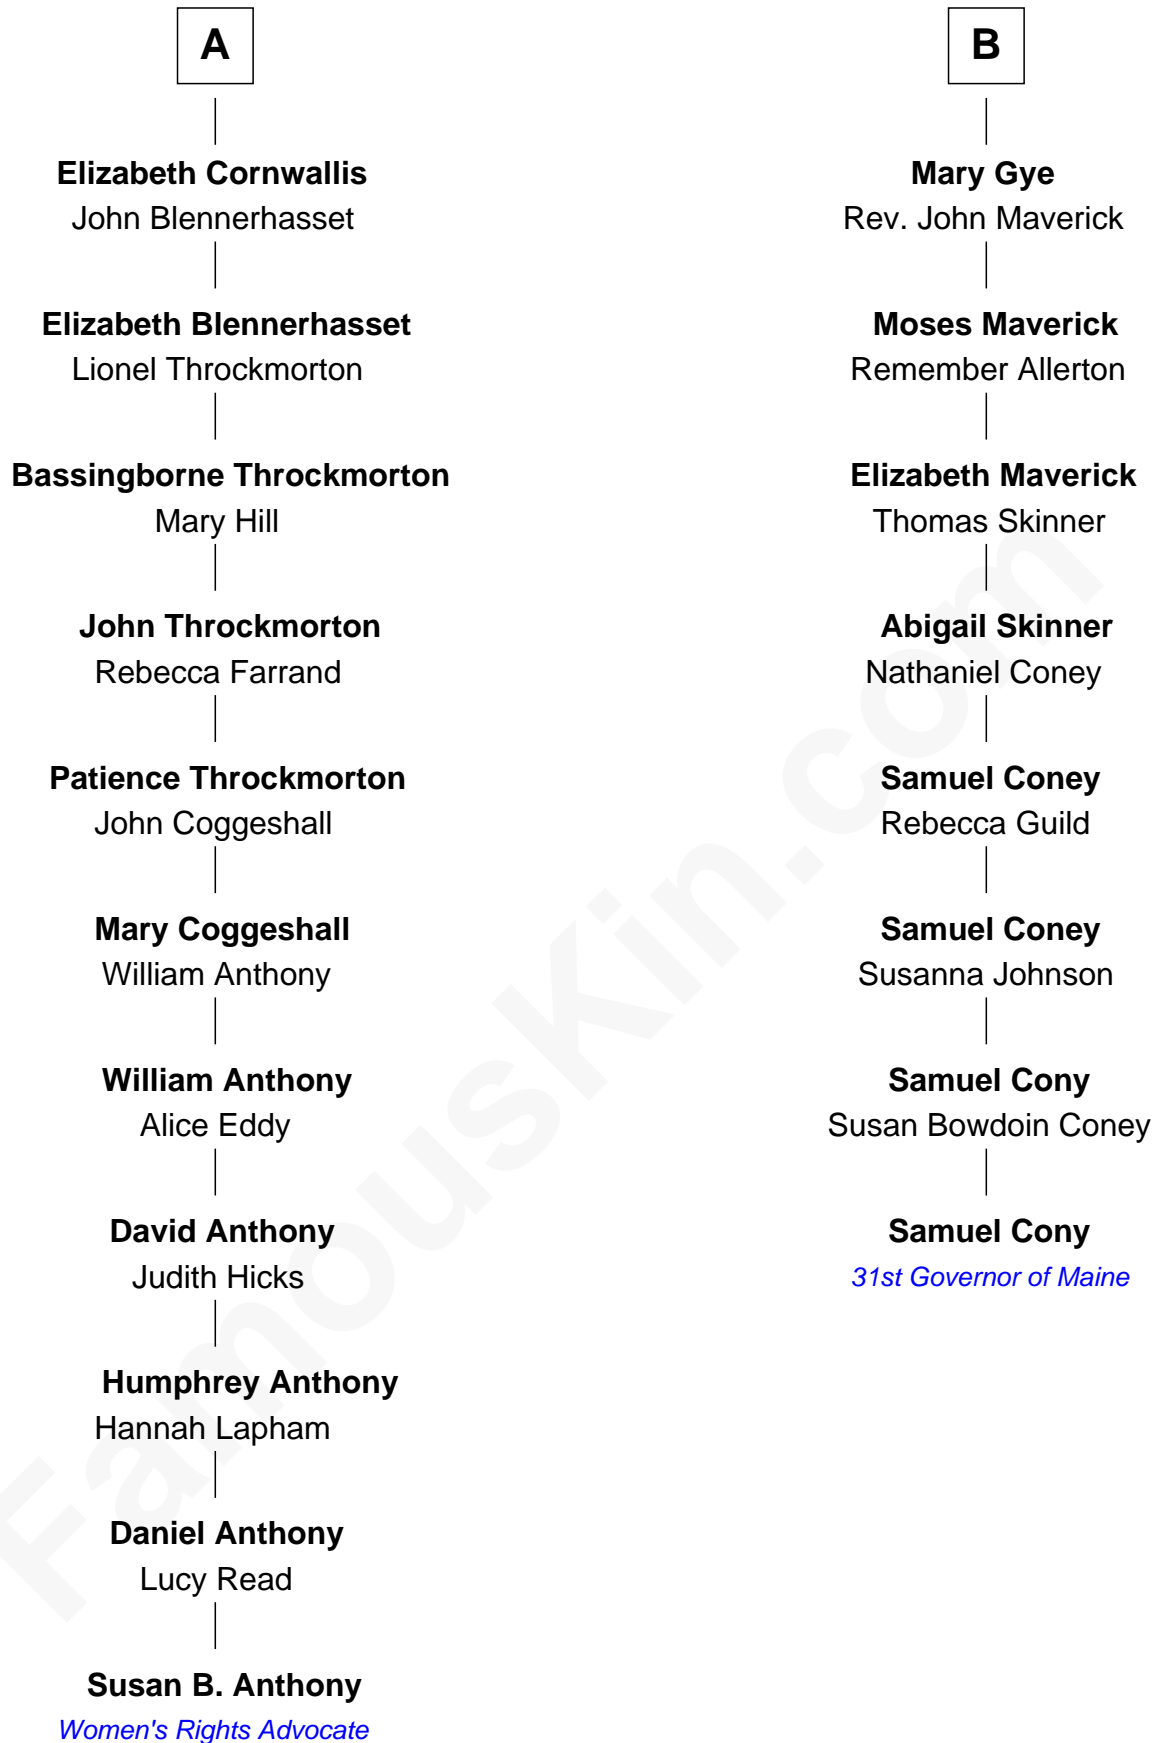 A
Elizabeth Cornwallis
John Blennerhasset
Elizabeth Blennerhasset
Lionel Throckmorton
Bassingborne Throckmorton
Mary Hill
John Throckmorton
Rebecca Farrand
Patience Throckmorton
John Coggeshall
Mary Coggeshall
William Anthony
William Anthony
Alice Eddy
David Anthony
Judith Hicks
Humphrey Anthony
Hannah Lapham
Daniel Anthony
Lucy Read
Susan B. Anthony
Women's Rights Advocate
B
Mary Gye
Rev. John Maverick
Moses Maverick
Remember Allerton
Elizabeth Maverick
Thomas Skinner
Abigail Skinner
Nathaniel Coney
Samuel Coney
Rebecca Guild
Samuel Coney
Susanna Johnson
Samuel Cony
Susan Bowdoin Coney
Samuel Cony
31st Governor of Maine
FamousKin.com